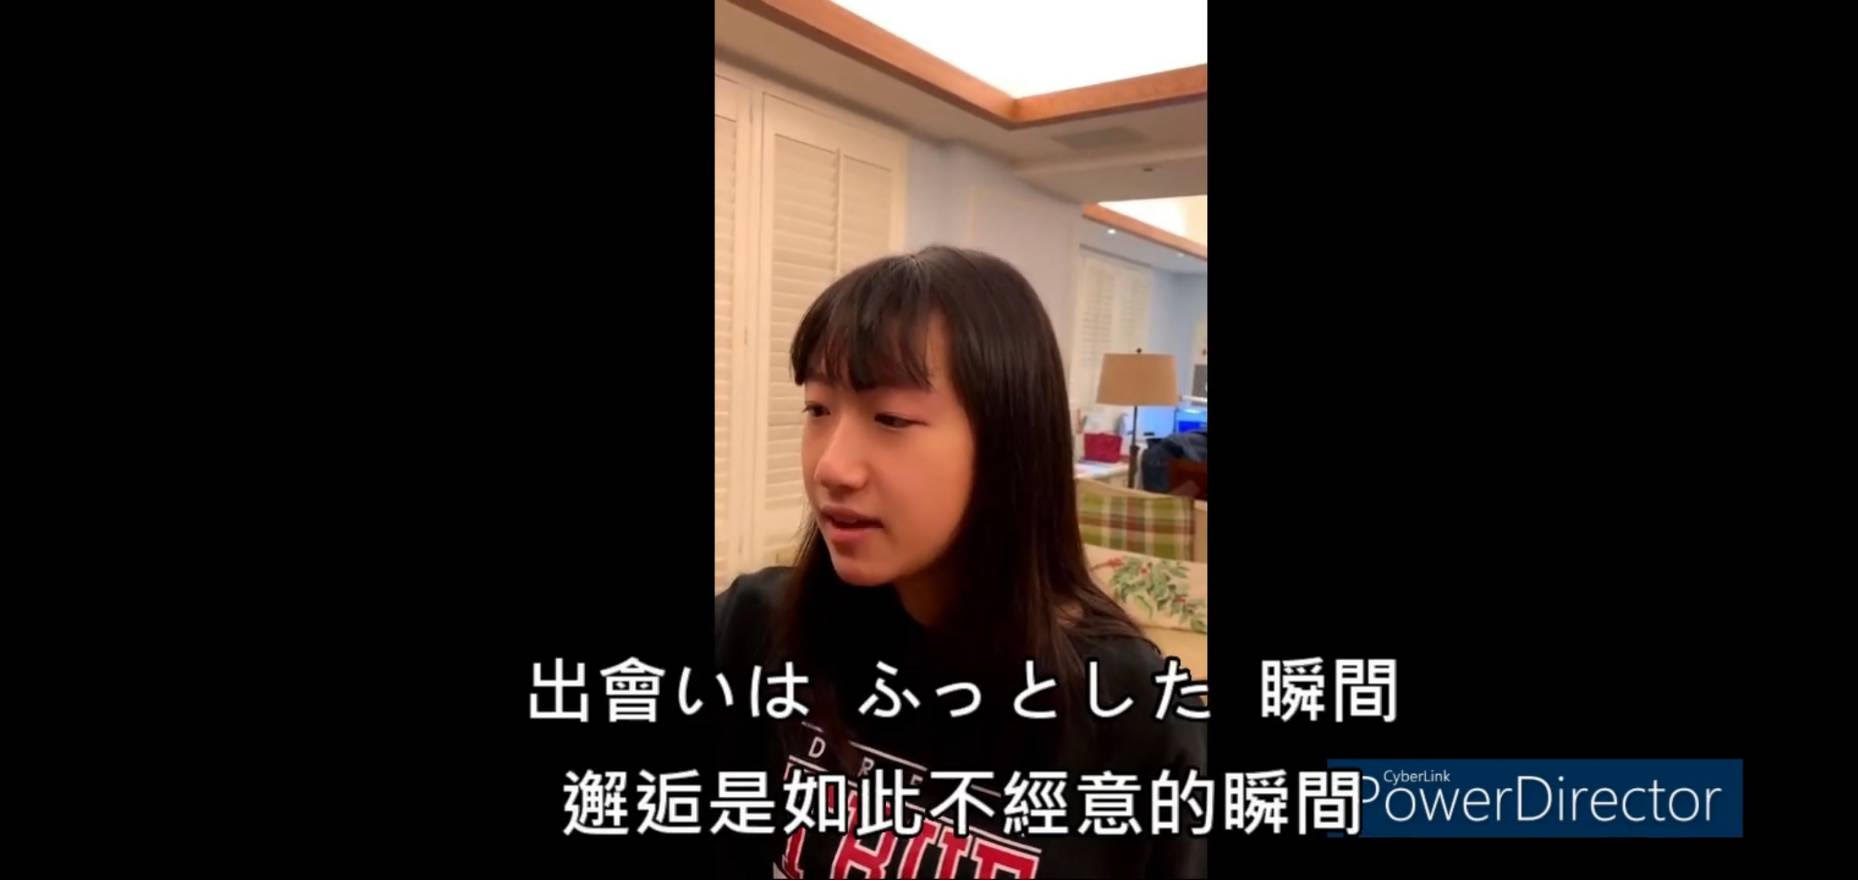 出會いは ふっとした 瞬間
邂逅是如此不經意的瞬間
CyberLink
PowerDirector
D R E
TRUE